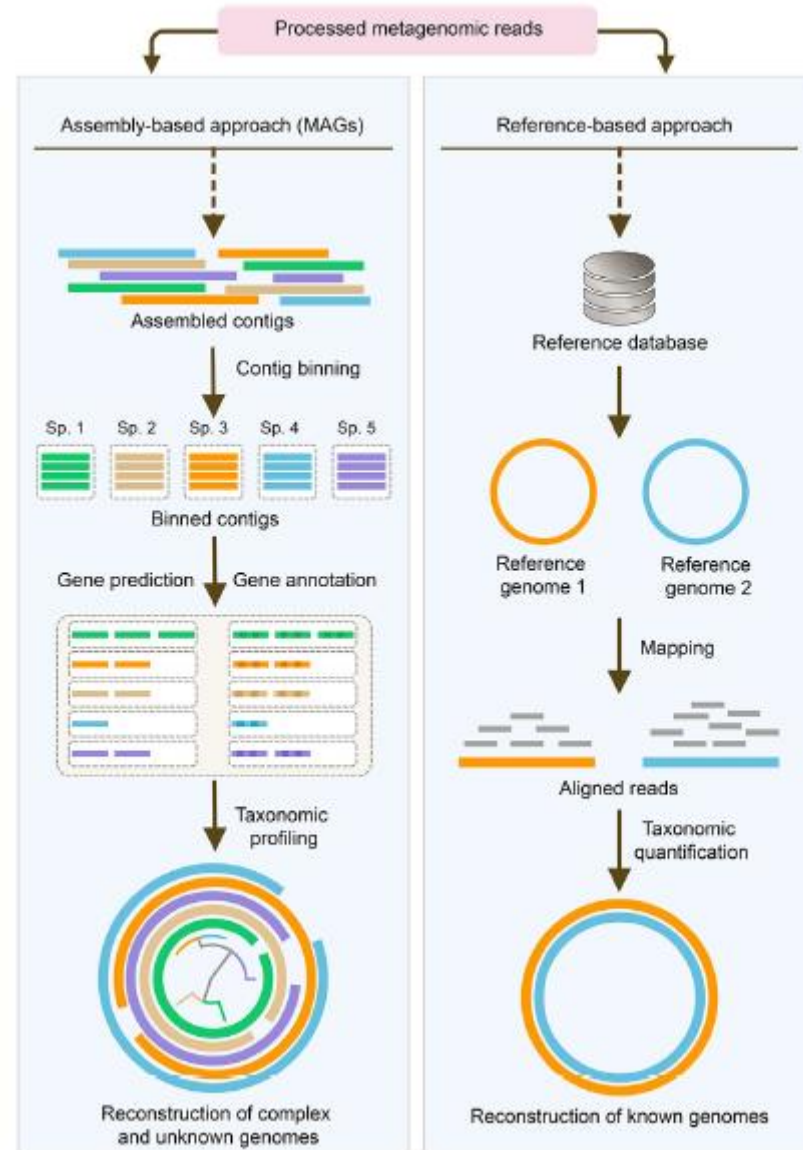 Processed metagenomic reads
Assembly-based approach (MAGs)
Assembled contigs
Contig binning
Sp. 1 Sp. 2 Sp. 3 Sp. 4 Sp. 5
Binned contigs
Gene prediction Gene annotation
Taxonomic
profiling
Reconstruction of complex
and unknown genomes
Reference-based approach
Reference database
Reference
genome 1
Reference
genome 2
Mapping
Aligned reads
Taxonomic
quantification
Reconstruction of known genomes